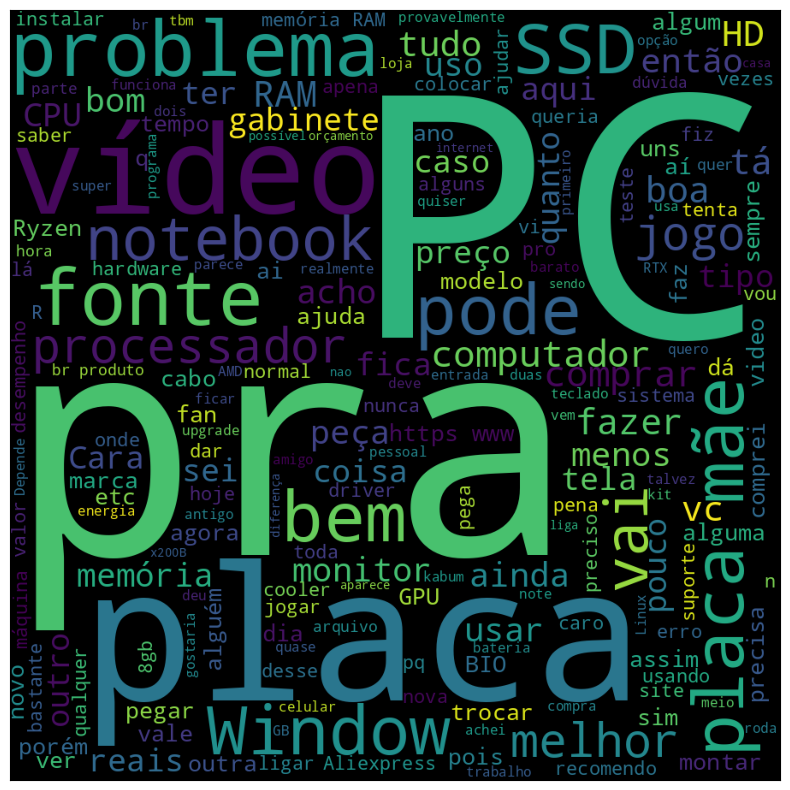 instalar
br
tbm
memória RAM
provavelmente
algum
HD
problema
loja
tudo
uso
ajudar
SSD
opção
casa
então
parte
funciona
ter RAM
apena
colocar
aqui
dúvida
vezes
CPU
bom
dois
tempo
gabinete
ano
queria
fiz
uns
tá
saber
q
programa
possível
orçamento
internet
caso
quanto
primeiro
aí
quer
vídeo
super
alguns
quiser
boa
teste
usa
tenta
sempre
PC
Ryzen
notebook
vi
jogo
hora
lá
hardware
parece
ai
realmente
preço
pro
barato
faz
RTX
tipo
R
fonte
acho
ajuda
modelo
sendo
vou
pode
desempenho
processador
nao
entrada
duas
computador
quero
video
br produto
AMD
normal
fica
deve
comprar
dá
cabo
ficar
nunca
teclado
sistema
mãe
valor
Depende
onde
upgrade
fan
peça
https www
vem
fazer
Cara
dar
amigo
pessoal
menos
talvez
comprei
marca
sei
coisa
pega
tela
kit
etc
hoje
driver
pena
energia
antigo
agora
diferença
liga
vc
pra
x200B
toda
bem
preciso
vai
pouco
suporte
alguma
máquina
deu
memória
monitor
kabum
ainda
note
Linux
n
gostaria
alguém
cooler
aparece
GPU
placa
jogar
8gb
dia
arquivo
usar
caro
erro
usando
precisa
quase
pq
bateria
BIO
novo
bastante
outro
qualquer
desse
assim
site
placa
pegar
celular
nova
compra
trocar
sim
meio
porém
vale
Window
GB
achei
melhor
roda
ver
reais
outra
ligar
Aliexpress
pois
trabalho
recomendo
montar